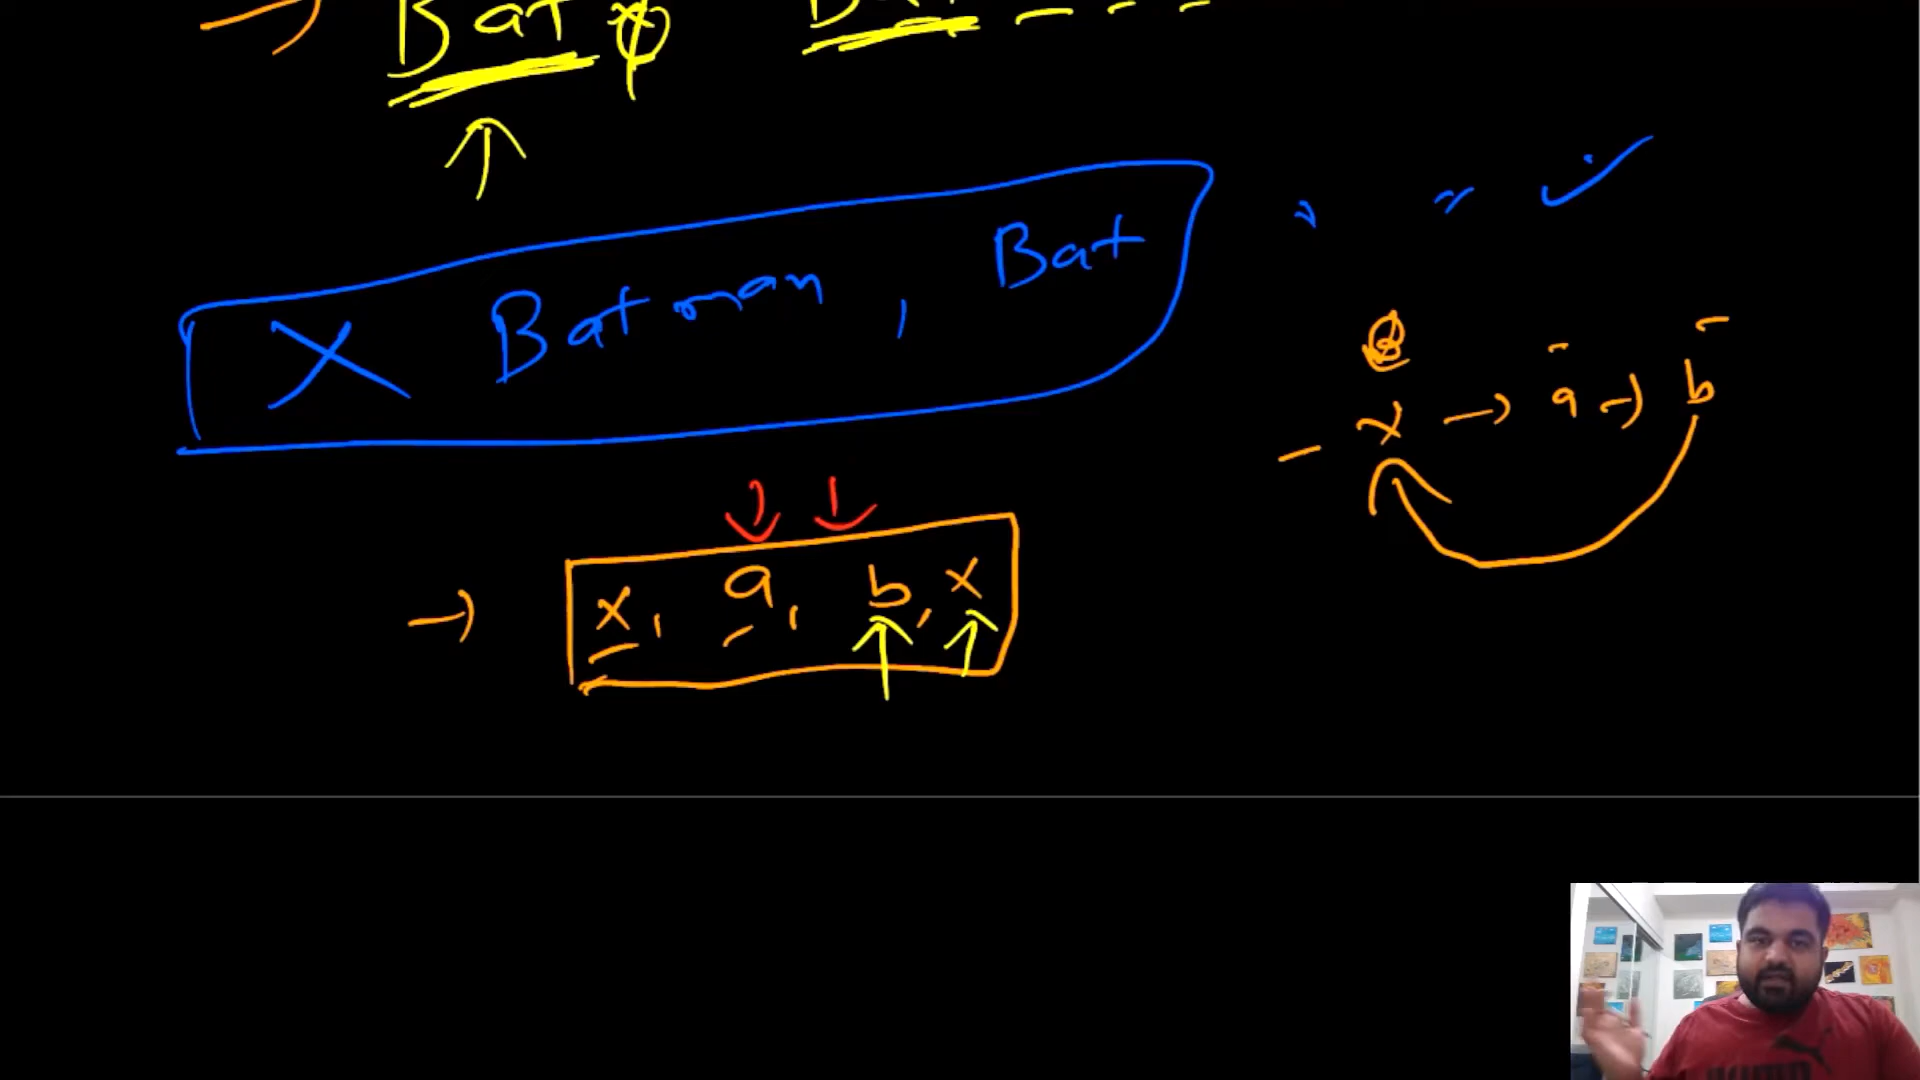 → Bat
X Batman, Bat
x → a → b
→ x, a, b, x